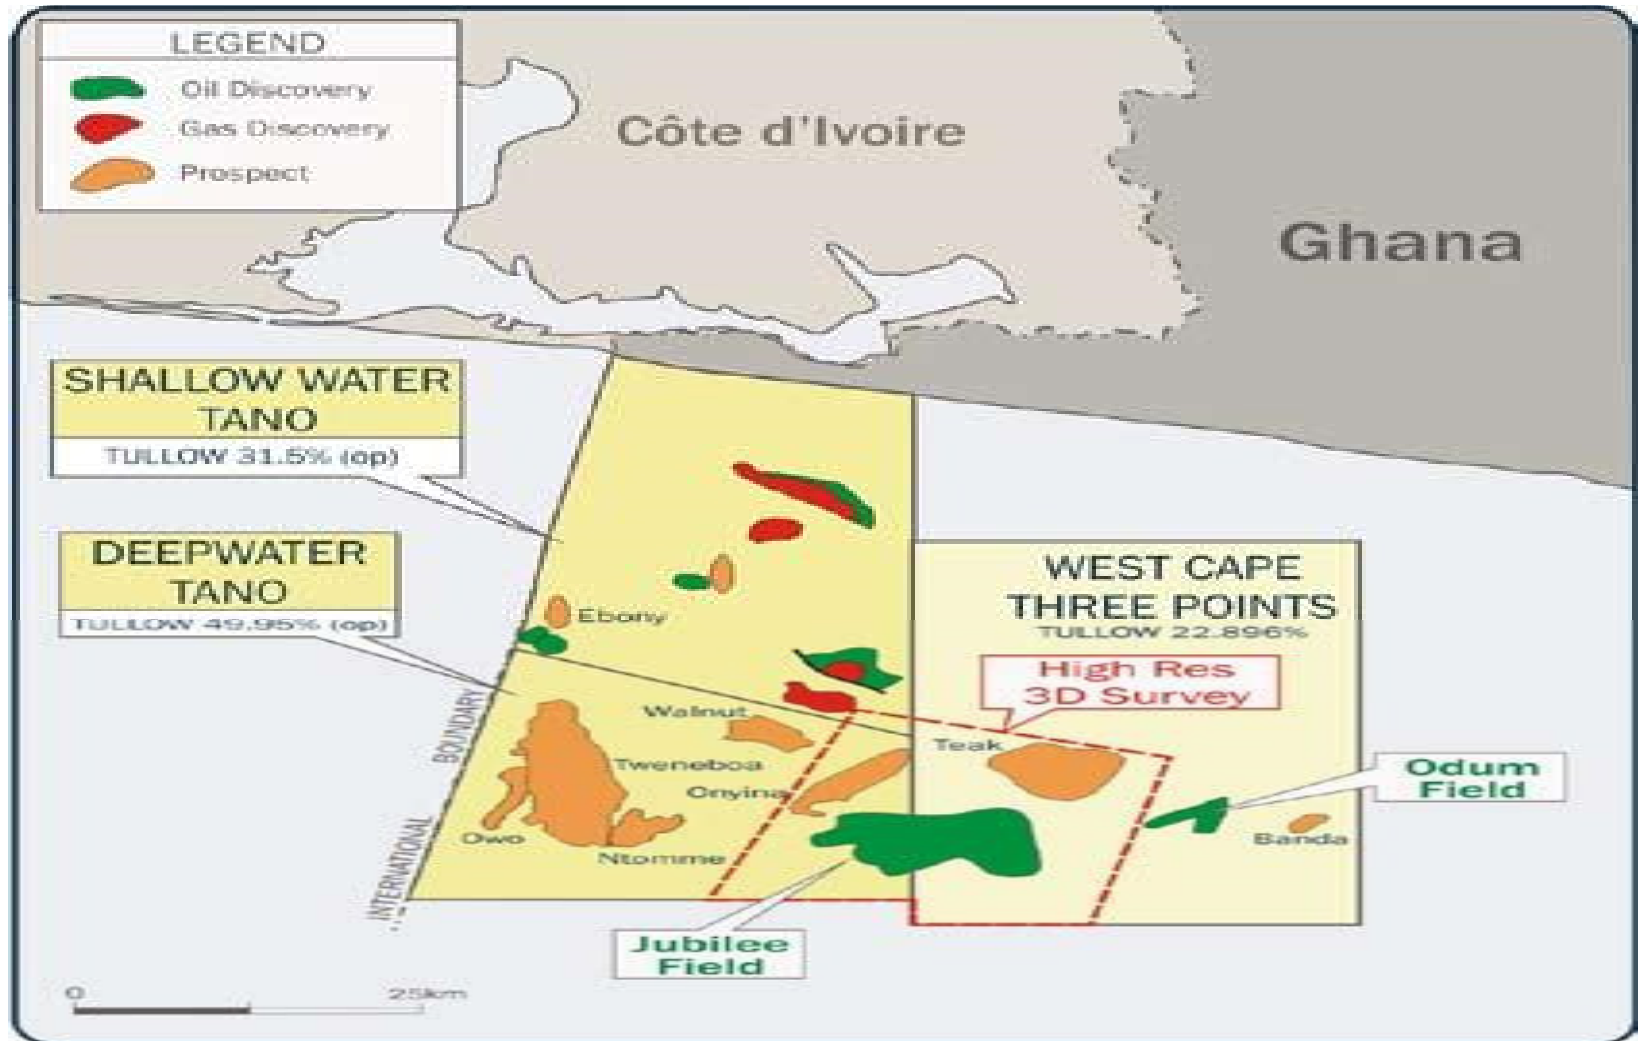 LEGEND
Oil Discovery
Gas Discovery
Prospect
Côte d'Ivoire
Ghana
SHALLOW WATER
TANO
TULLOW 31.5% (op)
DEEPWATER
TANO
TULLOW 49.95% (op)
WEST CAPE
THREE POINTS
TULLOW 22.896%
High Res
3D Survey
Ebony
Walnut
Teak
Tweneboa
Onyina
Owo
Ntomme
Odum
Field
Banda
INTERNATIONAL BOUNDARY
Jubilee
Field
0 25km